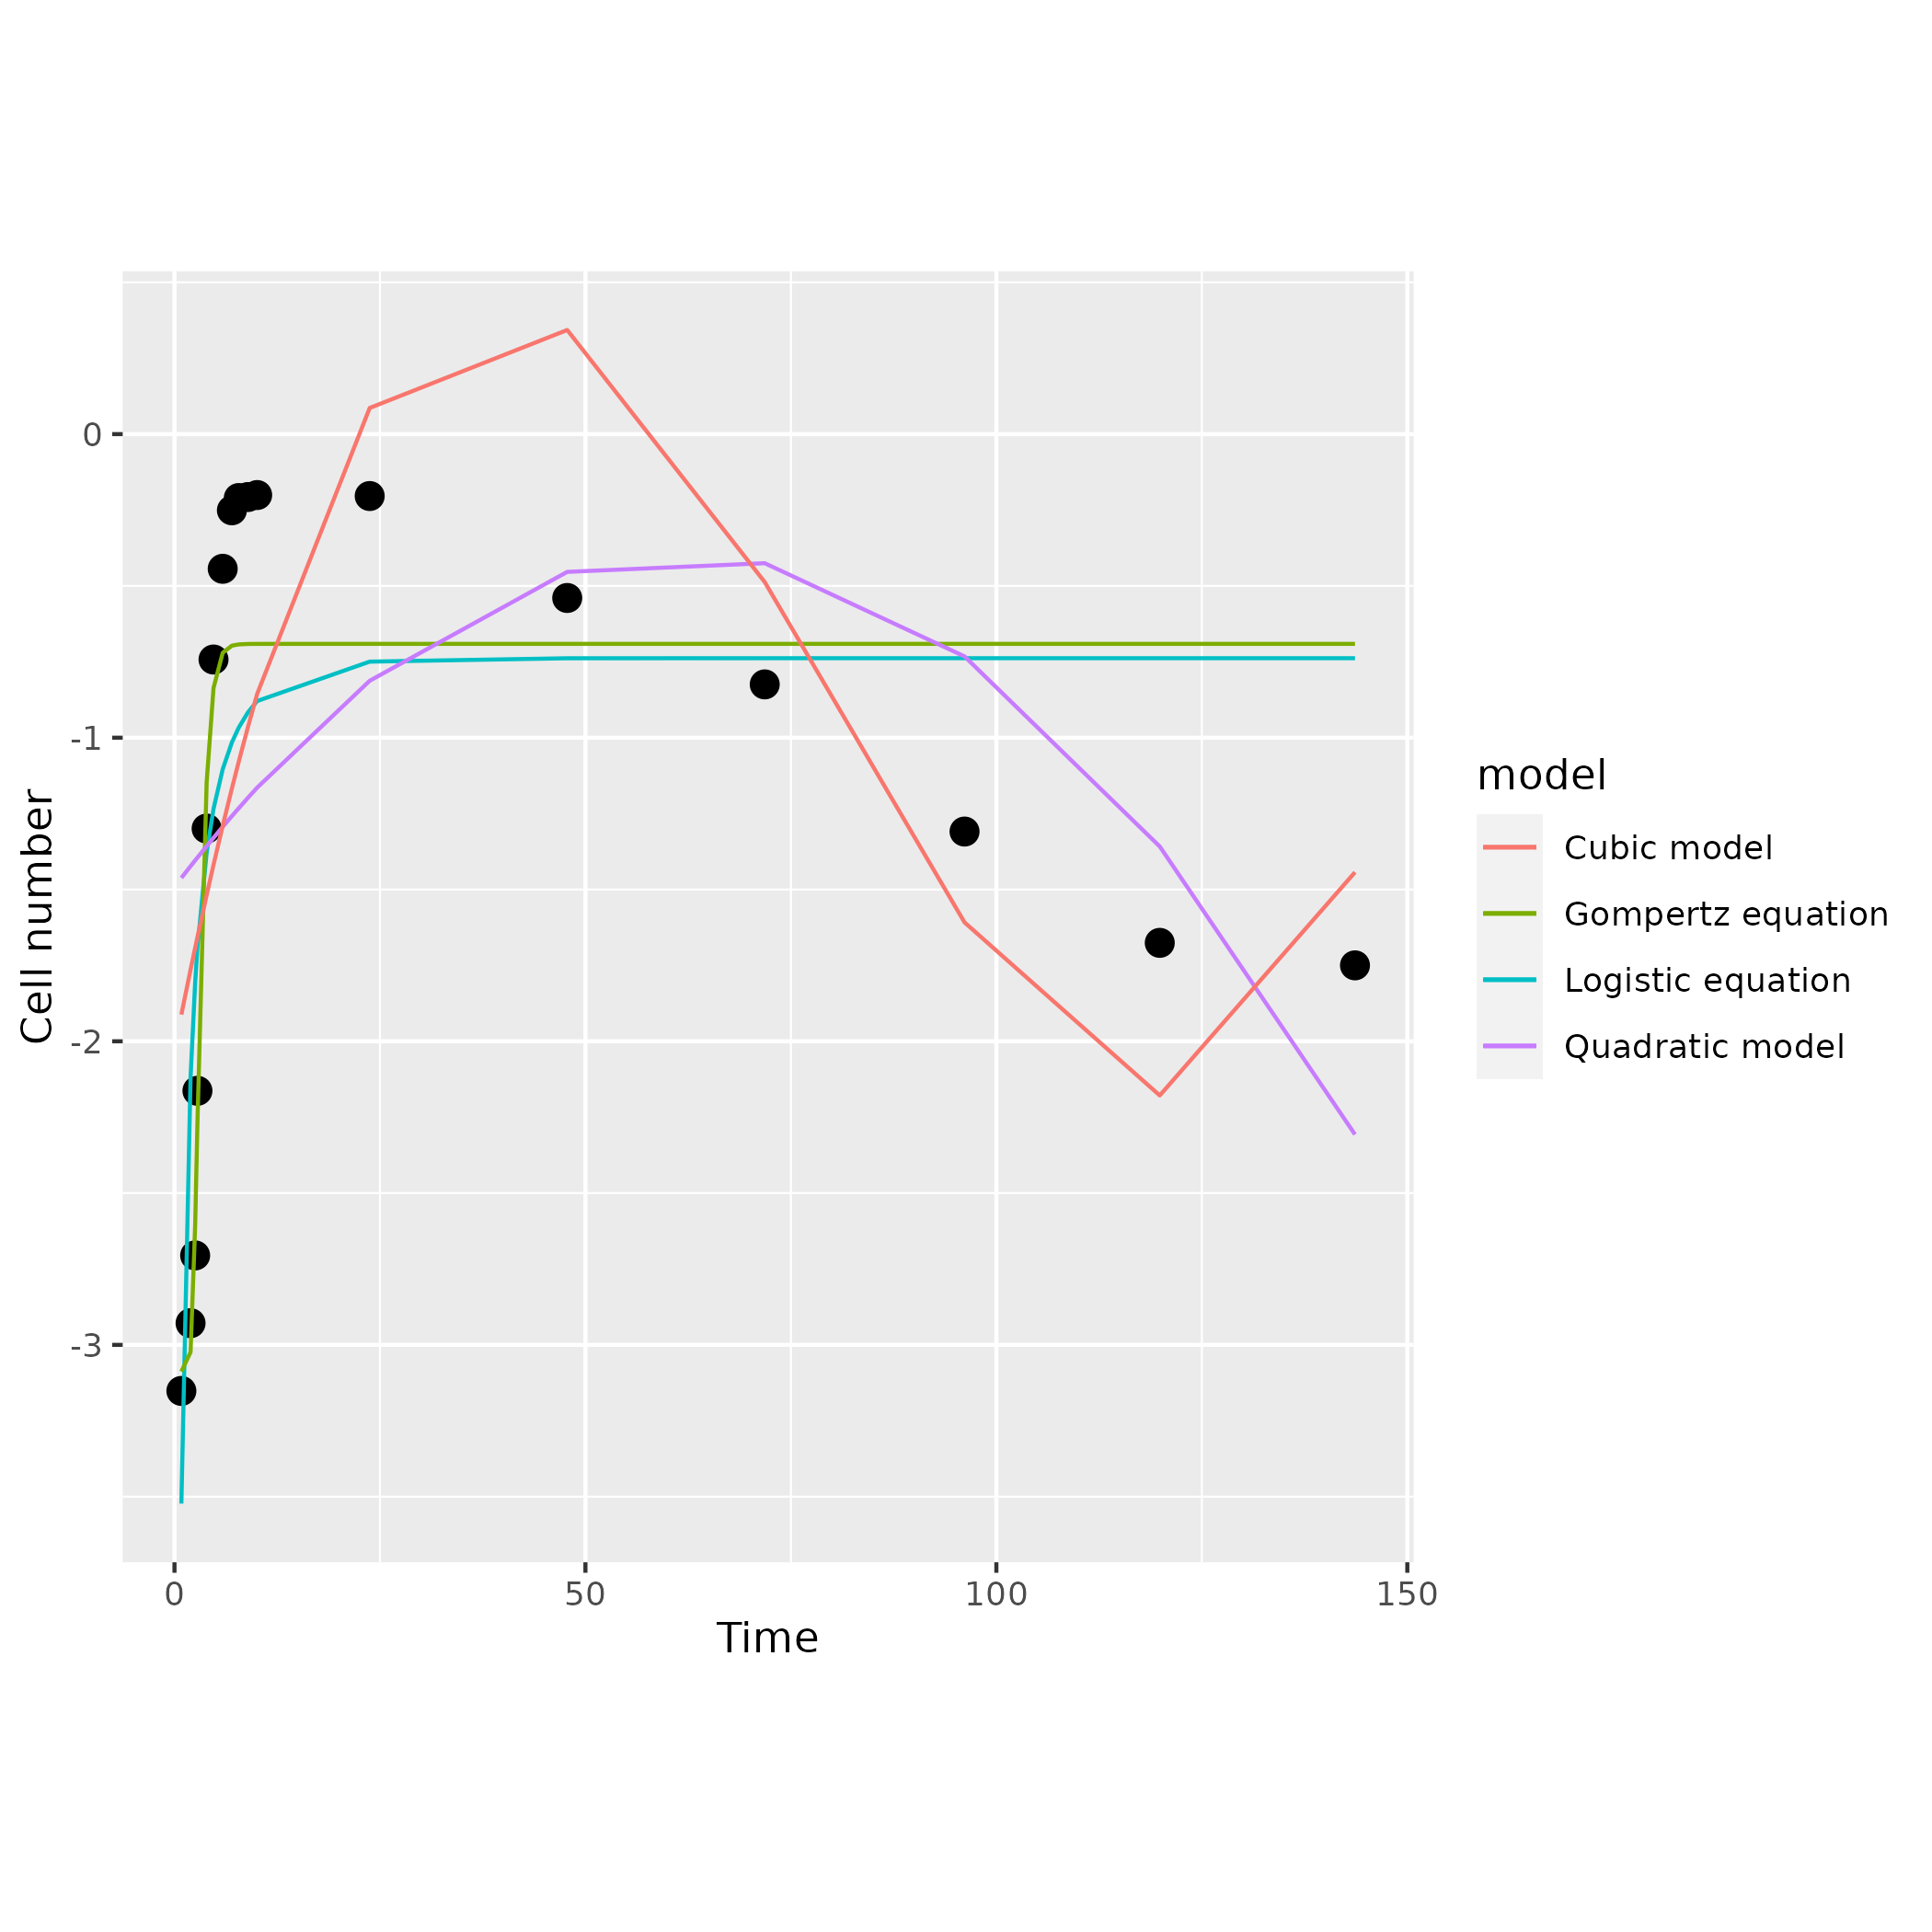 0
-1
-2
-3
Cell number
0 50 100 150
Time
model
Cubic model
Gompertz equation
Logistic equation
Quadratic model